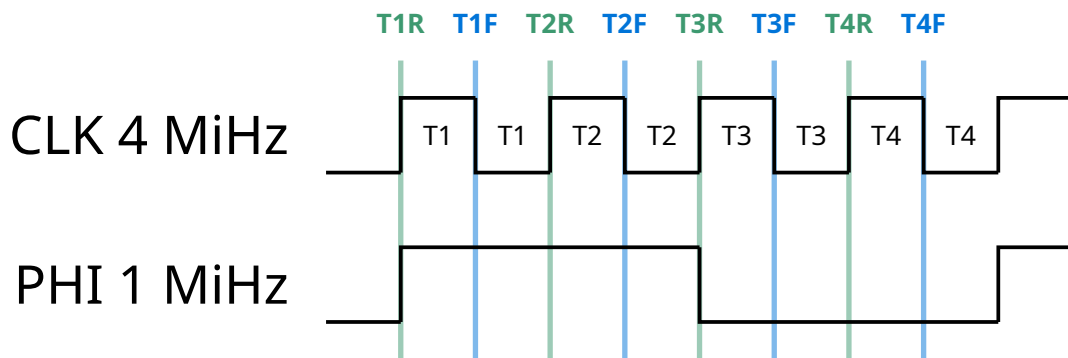 T1R T1F T2R T2F T3R T3F T4R T4F
CLK 4 MiHz T1 T1 T2 T2 T3 T3 T4 T4
PHI 1 MiHz